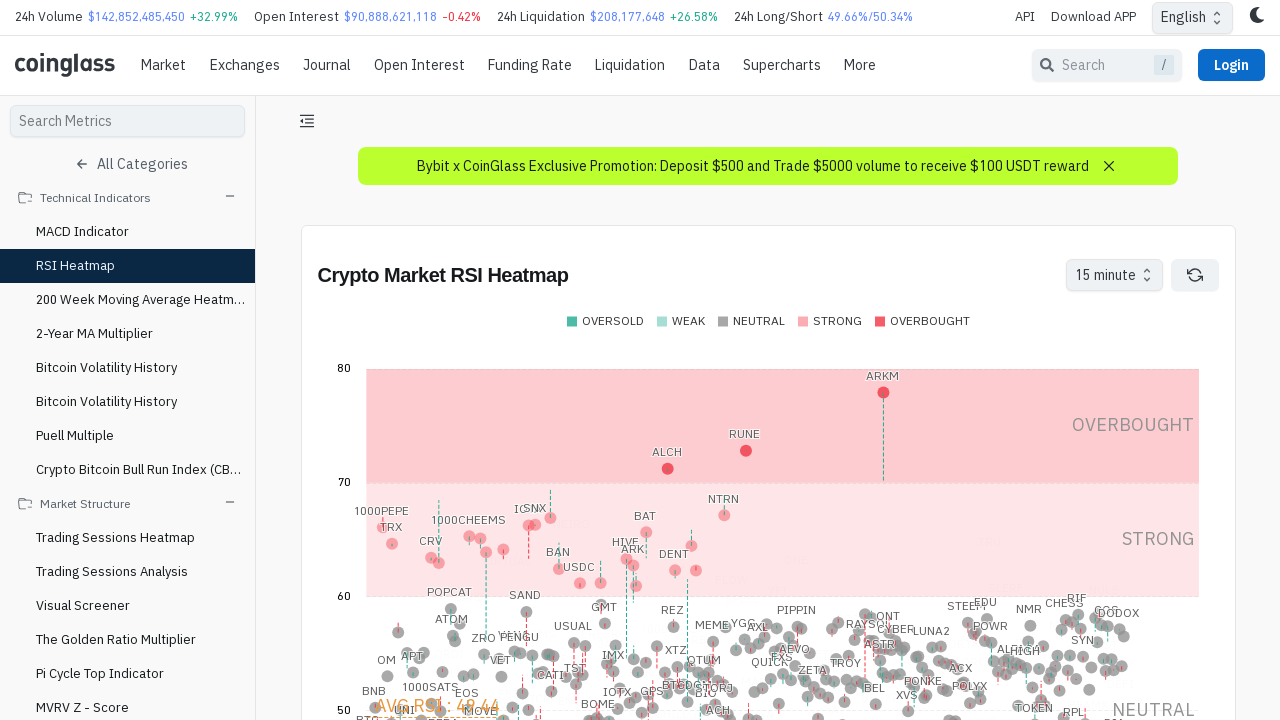 24h Volume $142,852,485,450 +32.99% Open Interest $90,888,621,118 -0.42% 24h Liquidation $208,177,648 +26.58% 24h Long/Short 49.66%/50.34% API Download APP English
coinglass Market Exchanges Journal Open Interest Funding Rate Liquidation Data Supercharts More Search / Login
Search Metrics
All Categories
Technical Indicators
MACD Indicator
RSI Heatmap
200 Week Moving Average Heatm...
2-Year MA Multiplier
Bitcoin Volatility History
Bitcoin Volatility History
Puell Multiple
Crypto Bitcoin Bull Run Index (CB...
Market Structure
Trading Sessions Heatmap
Trading Sessions Analysis
Visual Screener
The Golden Ratio Multiplier
Pi Cycle Top Indicator
MVRV Z - Score
Bybit x CoinGlass Exclusive Promotion: Deposit $500 and Trade $5000 volume to receive $100 USDT reward
Crypto Market RSI Heatmap
15 minute
OVERSOLD WEAK NEUTRAL STRONG OVERBOUGHT
80
ARKM
OVERBOUGHT
RUNE
ALCH
70
NTRN
1000PEPE SNX
1000CHEEMS BAT
TRX
STRONG
CRV HIVE
BAN ARK DENT
USDC
60
POPCAT SAND
GMT REZ PIPPIN STEEM EDU NMR CHESS RIF
DODOX
ATOM USUAL MEME YGG AXL RAYSOL ONT CYBER LUNA2 POWR
ZRO PENGU XTZ AEVO ASTR SYN
OM APT VET IMX QTUM QUICK ZETA TROY HIGH
TST CATI ACX
BNB 1000SATS EOS IOTX GPS BIO BEL PONKE POLYX
AVG RSI : 48.44 BOME XVS
UNI MOVE ACH TOKEN RPL
50
NEUTRAL